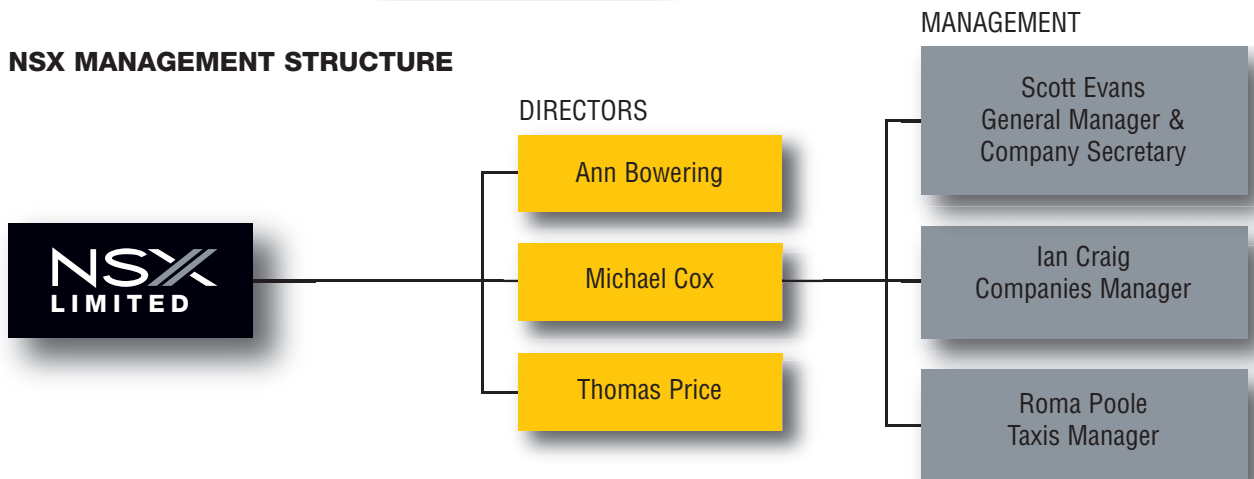 MANAGEMENT
NSX MANAGEMENT STRUCTURE
Scott Evans
General Manager &
Company Secretary
DIRECTORS
Ann Bowering
NSX
LIMITED
Michael Cox
Ian Craig
Companies Manager
Thomas Price
Roma Poole
Taxis Manager